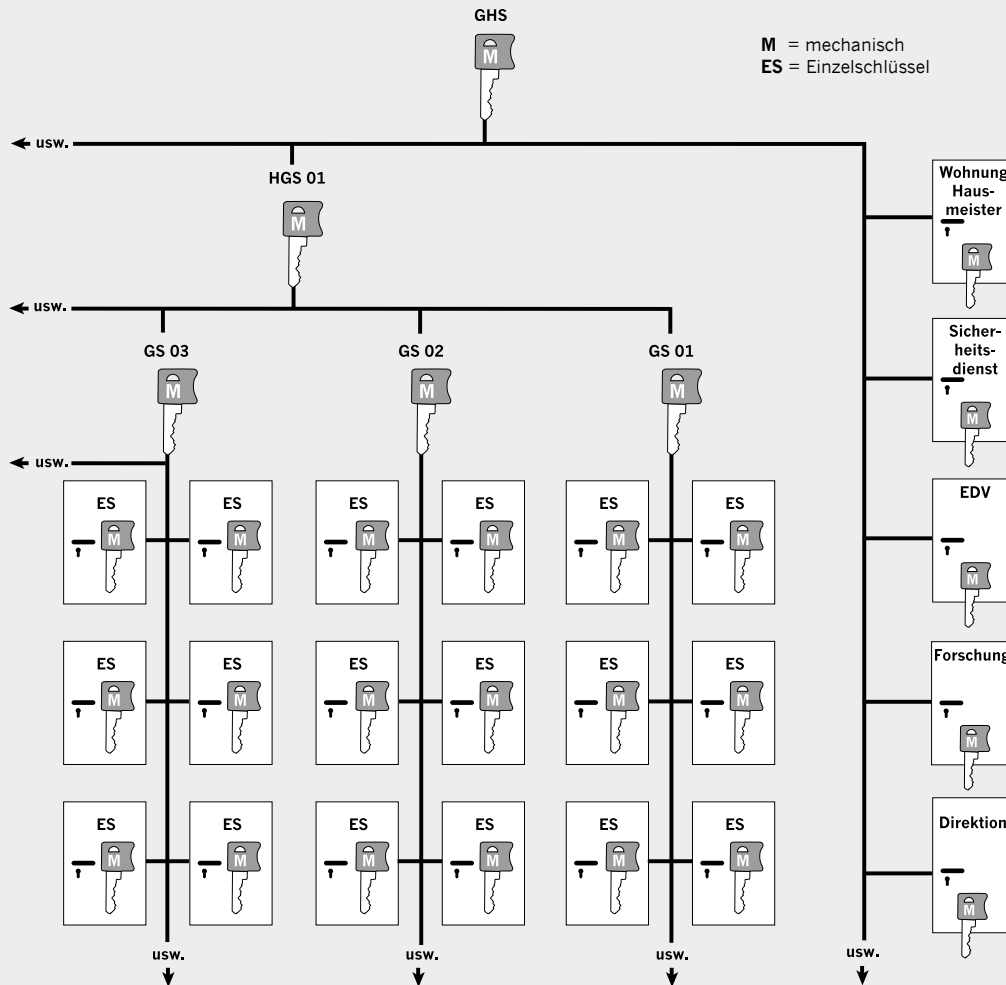 GHS
M = mechanisch
ES = Einzelschlüssel
M
usw.
HGS 01
M
Wohnung
Haus-
meister
M
usw.
GS 03
GS 02
GS 01
Sicher-
heits-
dienst
M
M
M
M
usw.
ES
ES
ES
ES
ES
ES
EDV
M
M
M
M
M
M
M
ES
ES
ES
ES
ES
ES
Forschung
M
M
M
M
M
M
M
ES
ES
ES
ES
ES
ES
Direktion
M
M
M
M
M
M
M
usw.
usw.
usw.
usw.